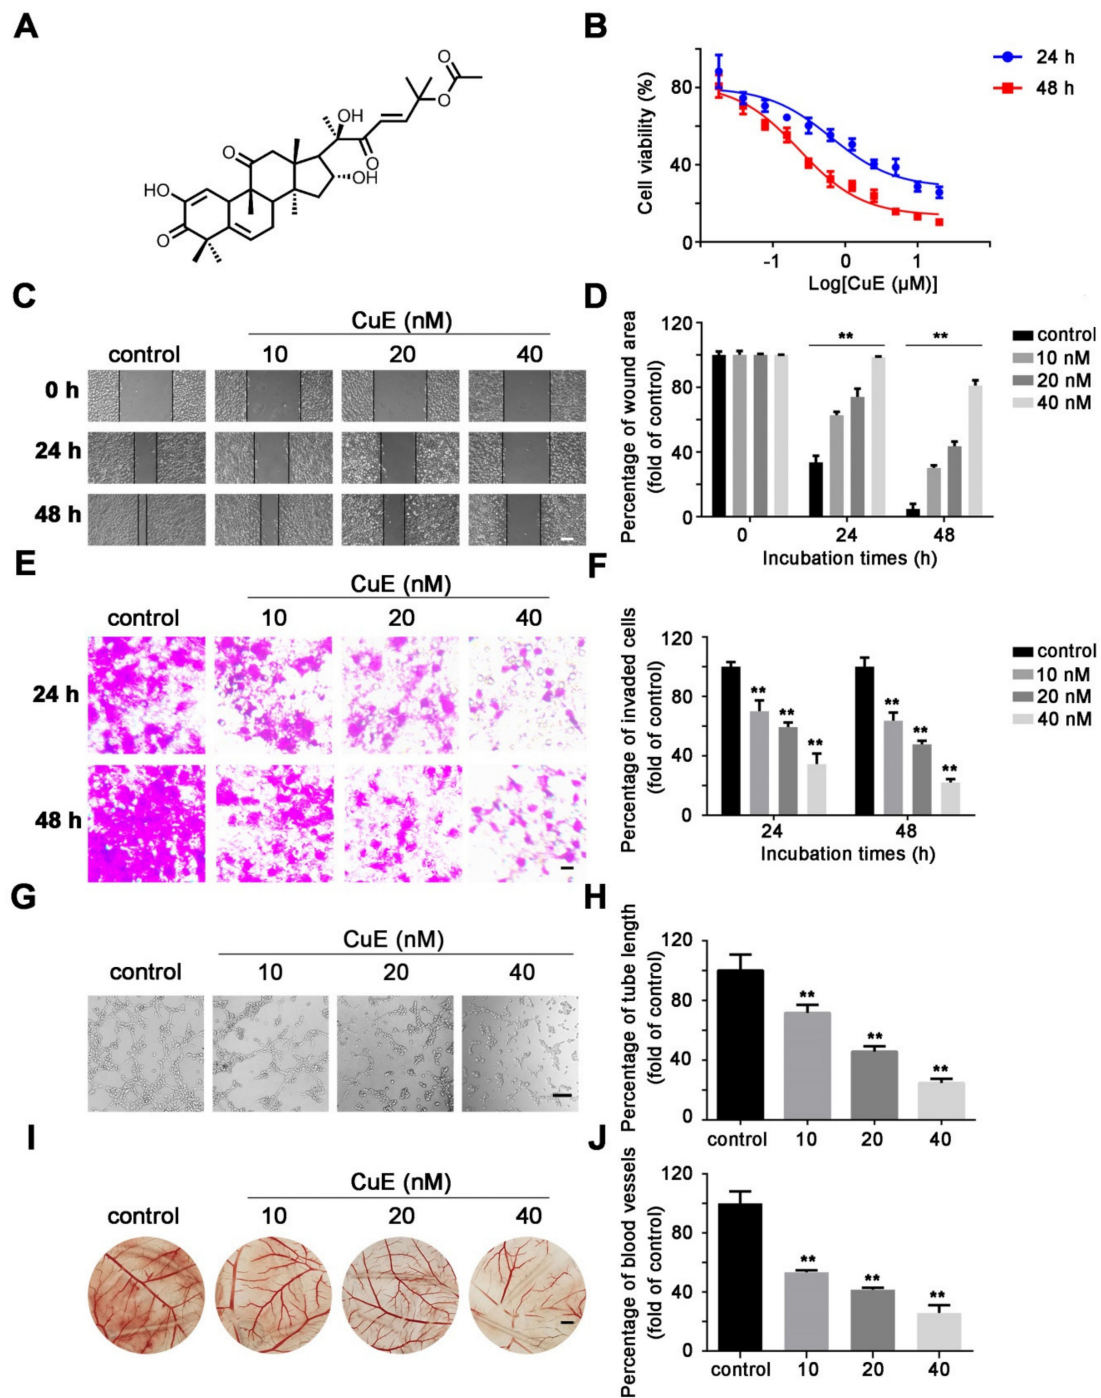 A
O
O
OH
O
O
OH
HO
O
B
Cell viability (%)
80
40
0
-1
0
1
Log[CuE (μM)]
24 h
48 h
C
CuE (nM)
control
10
20
40
0 h
24 h
48 h
D
Percentage of wound area
(fold of control)
120
80
40
0
**
**
0
24
48
Incubation times (h)
control
10 nM
20 nM
40 nM
E
CuE (nM)
control
10
20
40
24 h
48 h
F
Percentage of invaded cells
(fold of control)
120
80
40
0
**
**
**
**
**
**
24
48
Incubation times (h)
control
10 nM
20 nM
40 nM
G
CuE (nM)
control
10
20
40
H
Percentage of tube length
(fold of control)
120
80
40
0
**
**
**
control
10
20
40
I
CuE (nM)
control
10
20
40
J
Percentage of blood vessels
(fold of control)
120
80
40
0
**
**
**
control
10
20
40